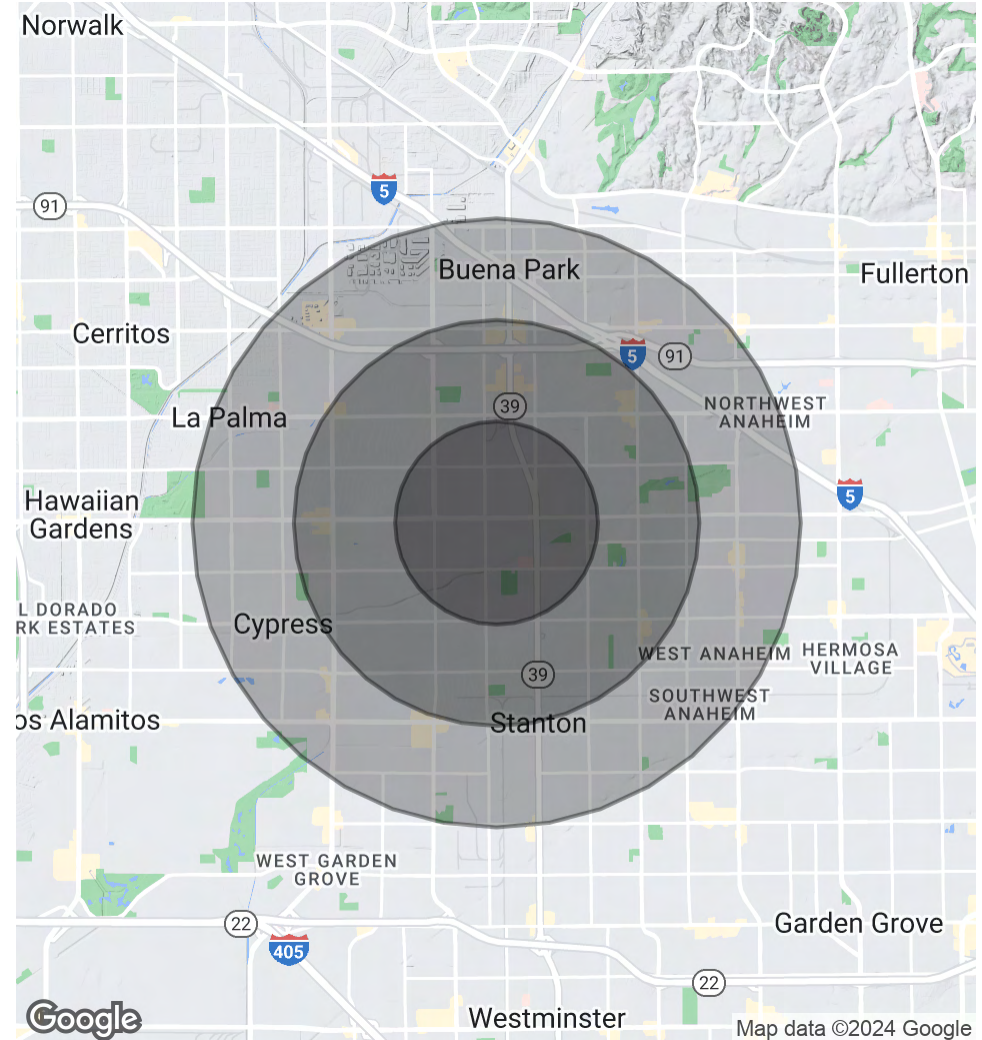 Norwalk
5
91
Buena Park
Fullerton
Cerritos
5
91
39
NORTHWEST
ANAHEIM
La Palma
Hawaiian
Gardens
5
L DORADO
RK ESTATES
Cypress
WEST ANAHEIM
HERMOSA
VILLAGE
39
SOUTHWEST
ANAHEIM
os Alamitos
Stanton
WEST GARDEN
GROVE
22
405
Garden Grove
22
Google
Westminster
Map data ©2024 Google